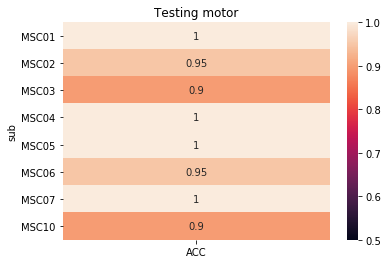 Testing motor
MSC01 1
MSC02 0.95
MSC03 0.9
MSC04 1
MSC05 1
MSC06 0.95
MSC07 1
MSC10 0.9
sub
ACC
1.0
0.9
0.8
0.7
0.6
0.5